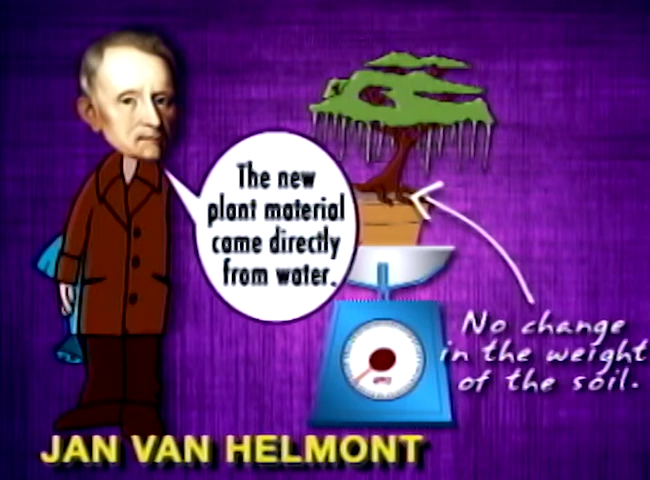 The new
plant material
came directly
from water.
No change
in the weight
of the soil.
JAN VAN HELMONT